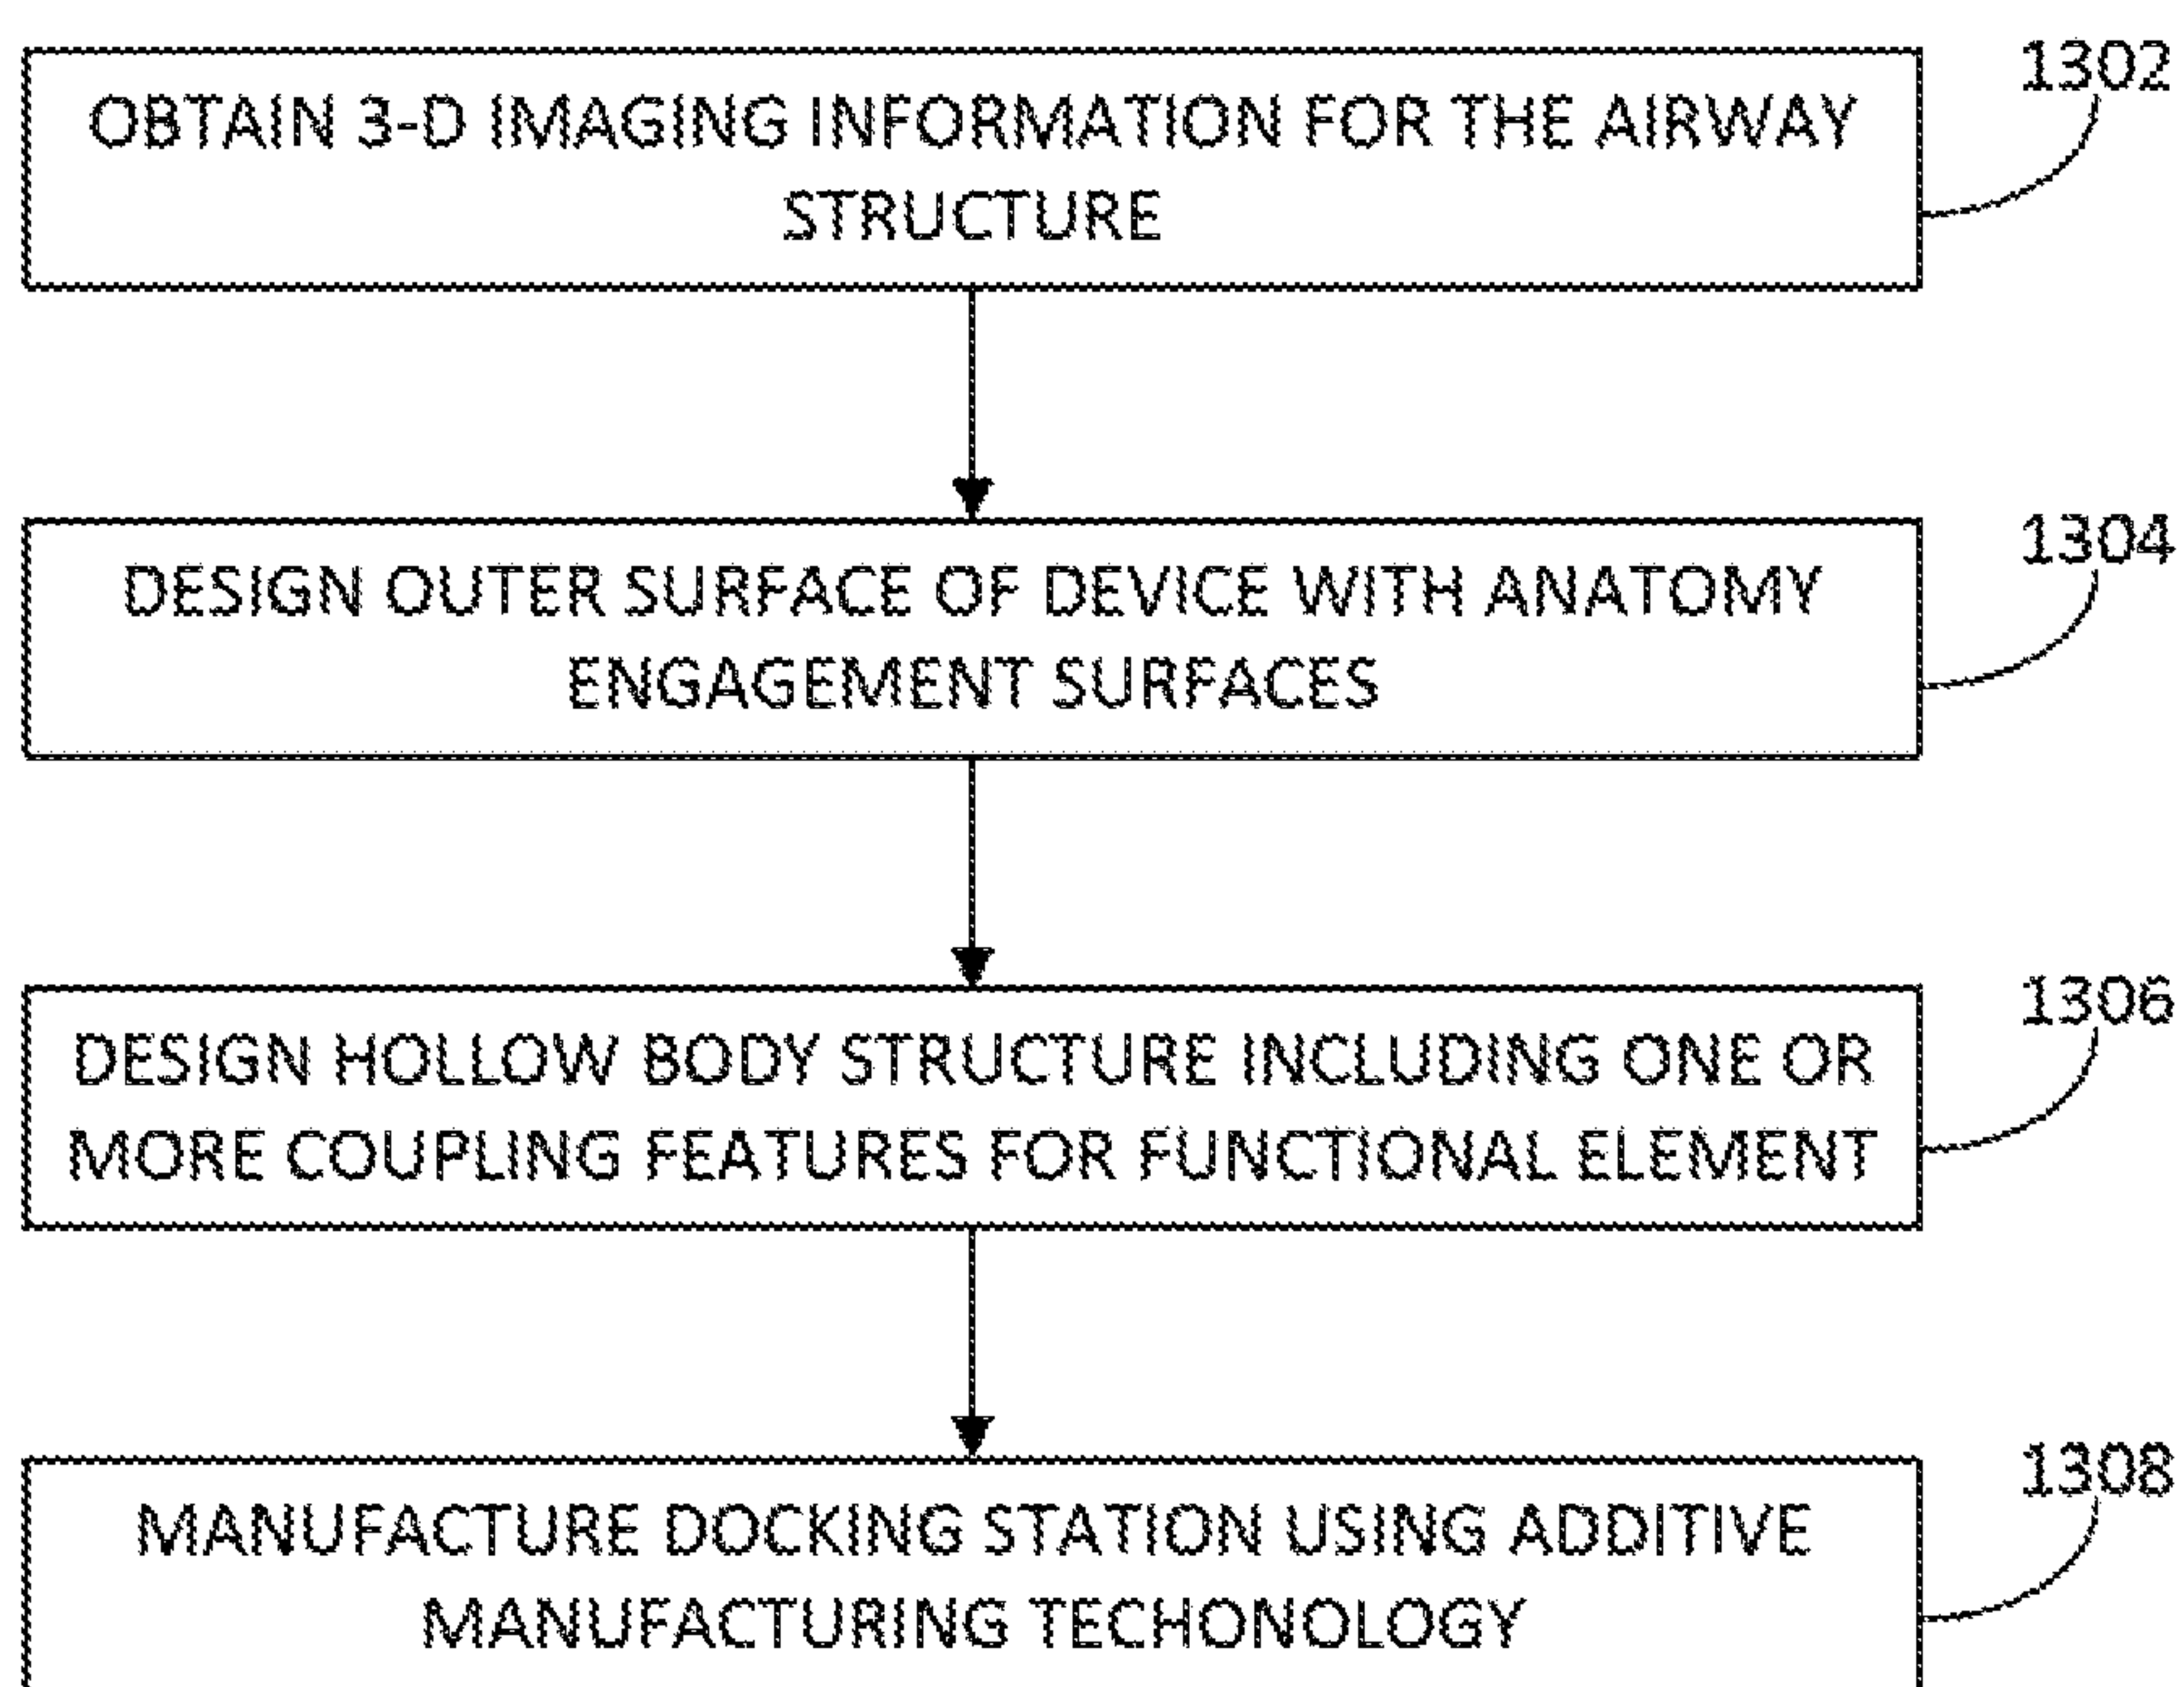 1302
OBTAIN 3-D IMAGING INFORMATION FOR THE AIRWAY
STRUCTURE
1304
DESIGN OUTER SURFACE OF DEVICE WITH ANATOMY
ENGAGEMENT SURFACES
1306
DESIGN HOLLOW BODY STRUCTURE INCLUDING ONE OR
MORE COUPLING FEATURES FOR FUNCTIONAL ELEMENT
1308
MANUFACTURE DOCKING STATION USING ADDITIVE
MANUFACTURING TECHONOLOGY